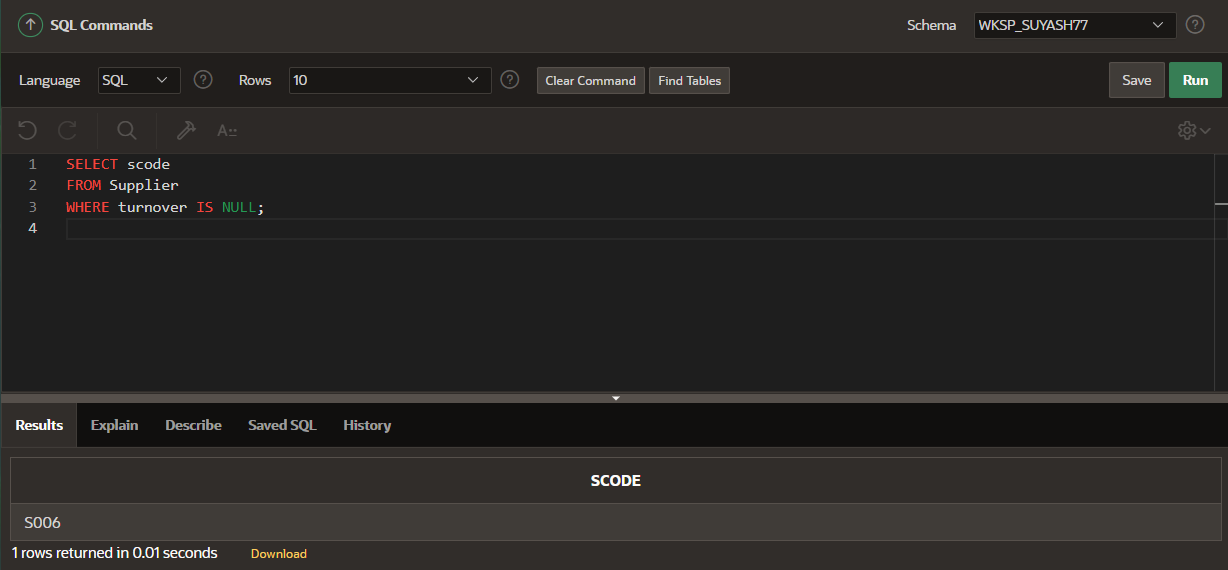 SQL Commands
Schema WKSP_SUYASH77 ?
Language SQL ? Rows 10 ? Clear Command Find Tables Save Run
A::
1 SELECT scode
2 FROM Supplier
3 WHERE turnover IS NULL;
4
Results Explain Describe Saved SQL History
SCODE
S006
1 rows returned in 0.01 seconds Download